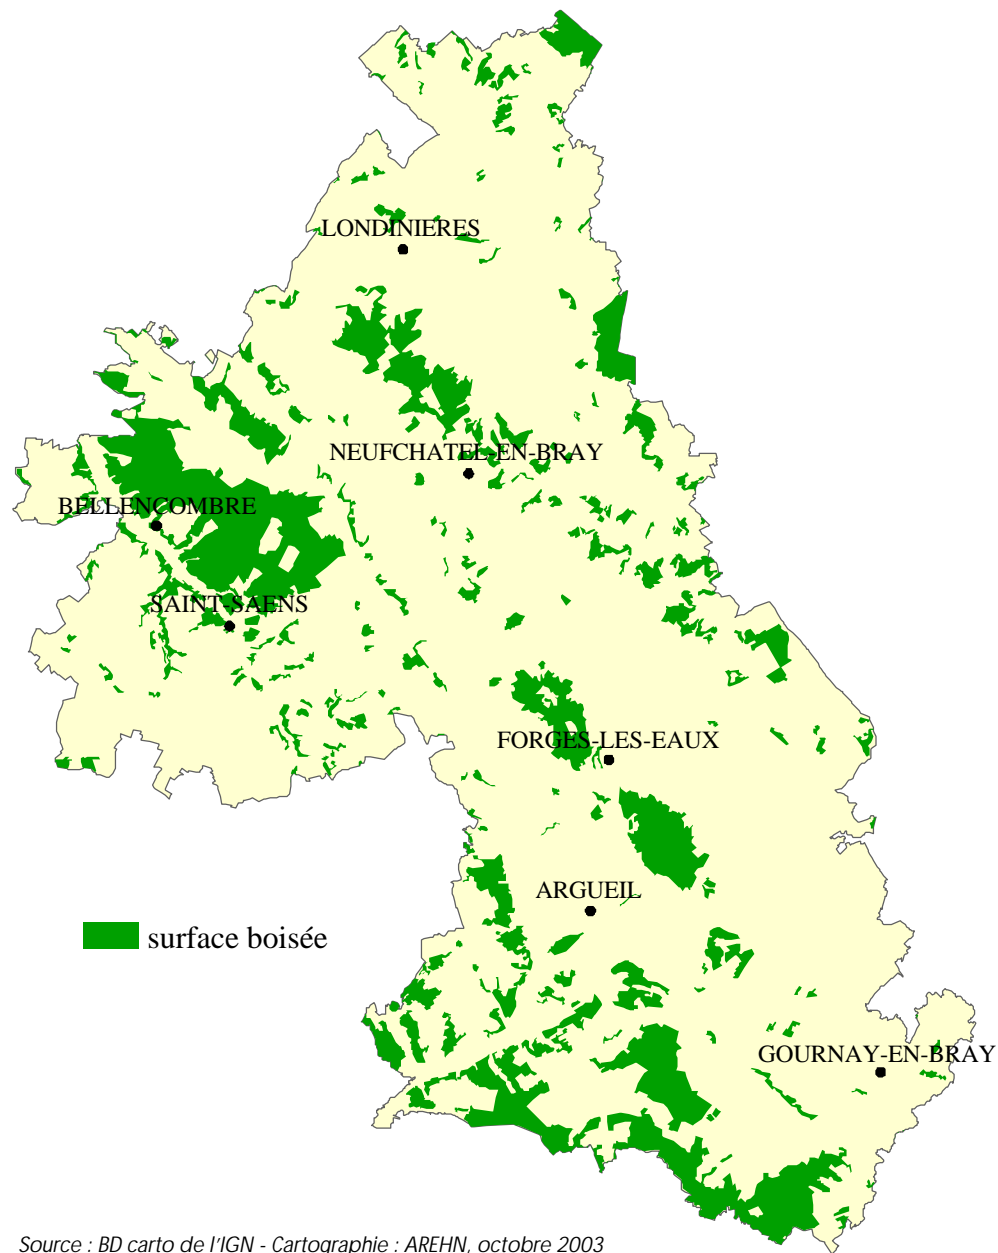 LONDINIERES
NEUFCHATEL-EN-BRAY
BELLENCOMBRE
SAINT-SAENS
FORGES-LES-EAUX
ARGUEIL
surface boisée
GOURNAY-EN-BRAY
Source : BD carto de l'IGN - Cartographie : AREHN, octobre 2003